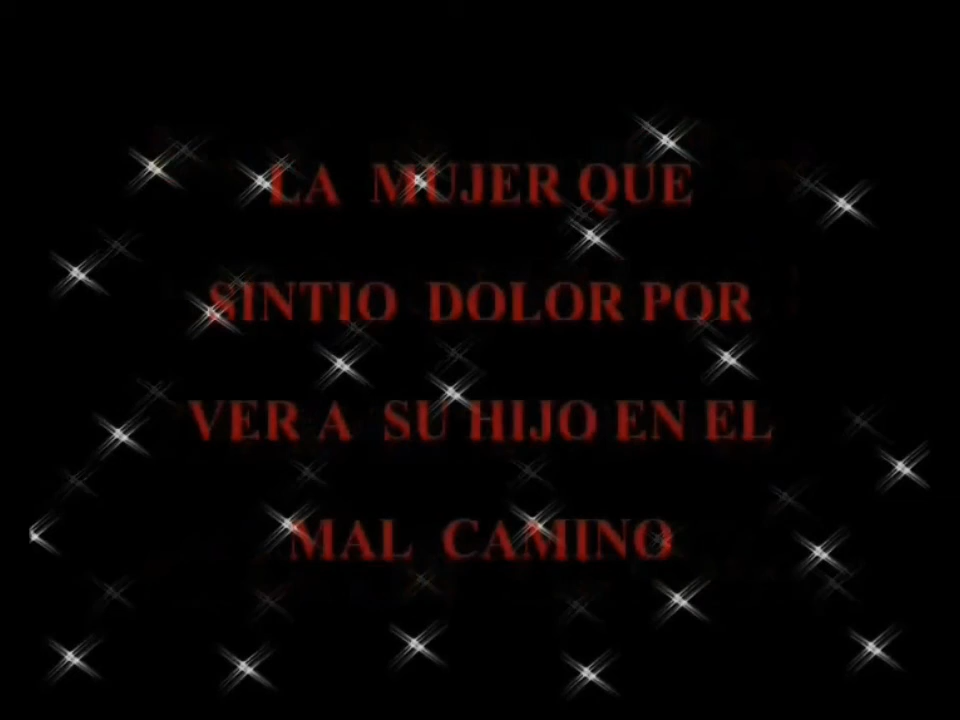 LA MUJER QUE
SINTIO DOLOR POR
VER A SU HIJO EN EL
MAL CAMINO